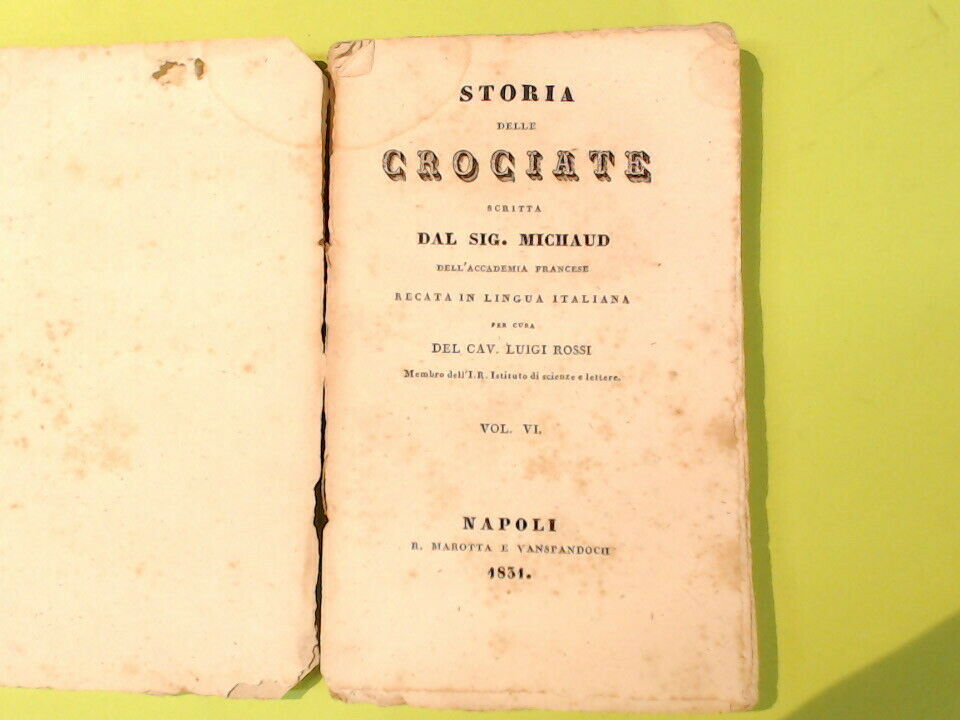 STORIA
DELLE
CROCIATE
SCRITTA
DAL SIG. MICHAUD
DELL'ACCADEMIA FRANCESE
RECATA IN LINGUA ITALIANA
PER CURA
DEL CAV. LUIGI ROSSI
Membro dell'I. R. Istituto di scienze e lettere.
VOL. VI.
NAPOLI
R. MAROTTA E VANSPANDOCH
1831.